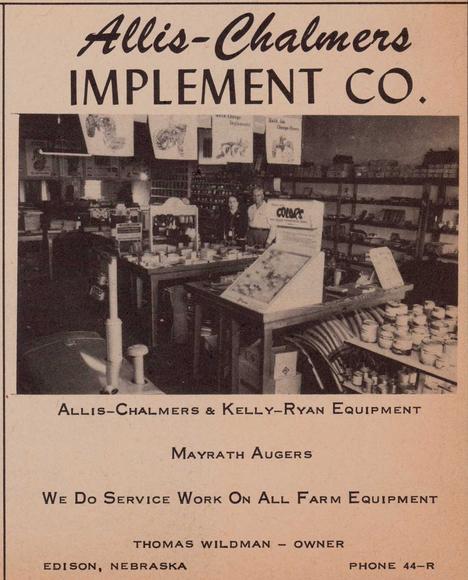 Allis-Chalmers
IMPLEMENT CO.
COLORS
ALLIS-CHALMERS & KELLY-RYAN EQUIPMENT
MAYRATH AUGERS
WE DO SERVICE WORK ON ALL FARM EQUIPMENT
THOMAS WILDMAN - OWNER
EDISON, NEBRASKA PHONE 44-R